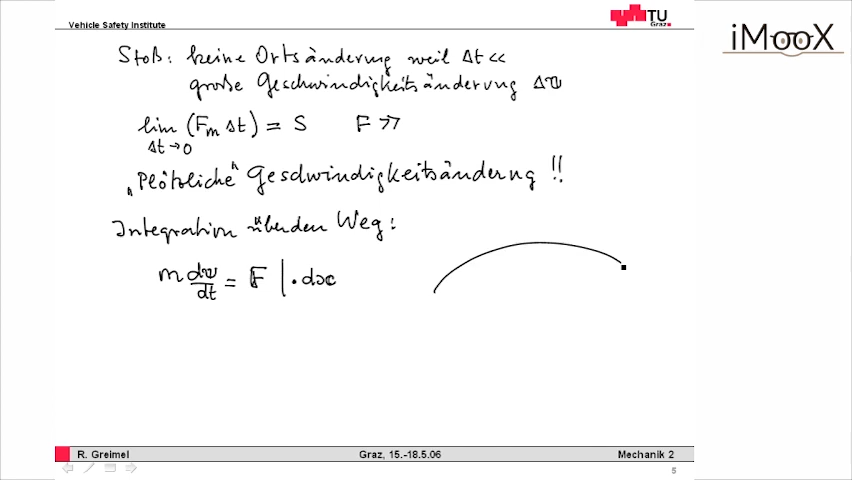 Vehicle Safety Institute
TU
Graz
iMooX
Stoß: keine Ortsänderung weil Δt <<
große Geschwindigkeitsänderung Δv
lim (Fₘ Δt) = S F >>
Δt→0
„Plötzliche" Geschwindigkeitsänderung !!
Integration über den Weg:
m dv/dt = F | · dx
R. Greimel Graz, 15.-18.5.06 Mechanik 2
5